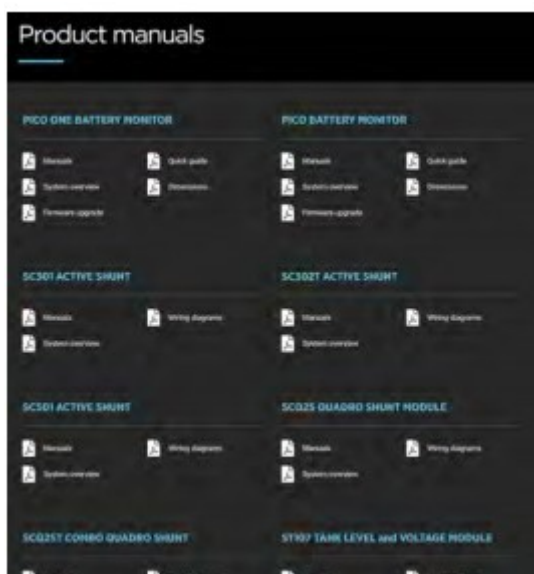 Product manuals
PICO ONE BATTERY MONITOR
Manuals
Quick guide
System overview
Dimensions
Firmware upgrade
PICO BATTERY MONITOR
Manuals
Quick guide
System overview
Dimensions
Firmware upgrade
SC301 ACTIVE SHUNT
Manuals
Wiring diagrams
System overview
SC302T ACTIVE SHUNT
Manuals
Wiring diagrams
System overview
SC501 ACTIVE SHUNT
Manuals
Wiring diagrams
System overview
SCQ25 QUADRO SHUNT MODULE
Manuals
Wiring diagrams
System overview
SCQ25T COMBO QUADRO SHUNT
ST107 TANK LEVEL and VOLTAGE MODULE